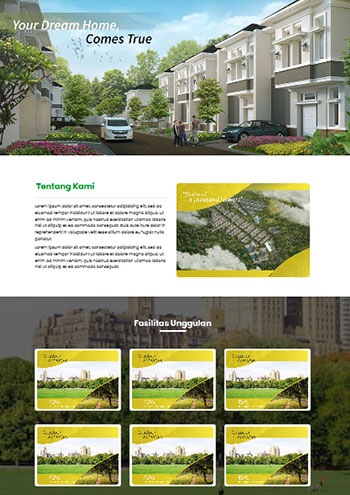 Your Dream Home,
Comes True
Tentang Kami
Lorem ipsum dolor sit amet, consectetur adipiscing elit, sed do
eiusmod tempor incididunt ut labore et dolore magna aliqua. Ut
enim ad minim veniam, quis nostrud exercitation ullamco laboris
nisi ut aliquip ex ea commodo consequat. Duis aute irure dolor in
reprehenderit in voluptate velit esse cillum dolore eu fugiat nulla
pariatur.
Lorem ipsum dolor sit amet, consectetur adipiscing elit, sed do
eiusmod tempor incididunt ut labore et dolore magna aliqua. Ut
enim ad minim veniam, quis nostrud exercitation ullamco laboris
nisi ut aliquip ex ea commodo consequat.
Fasilitas Unggulan